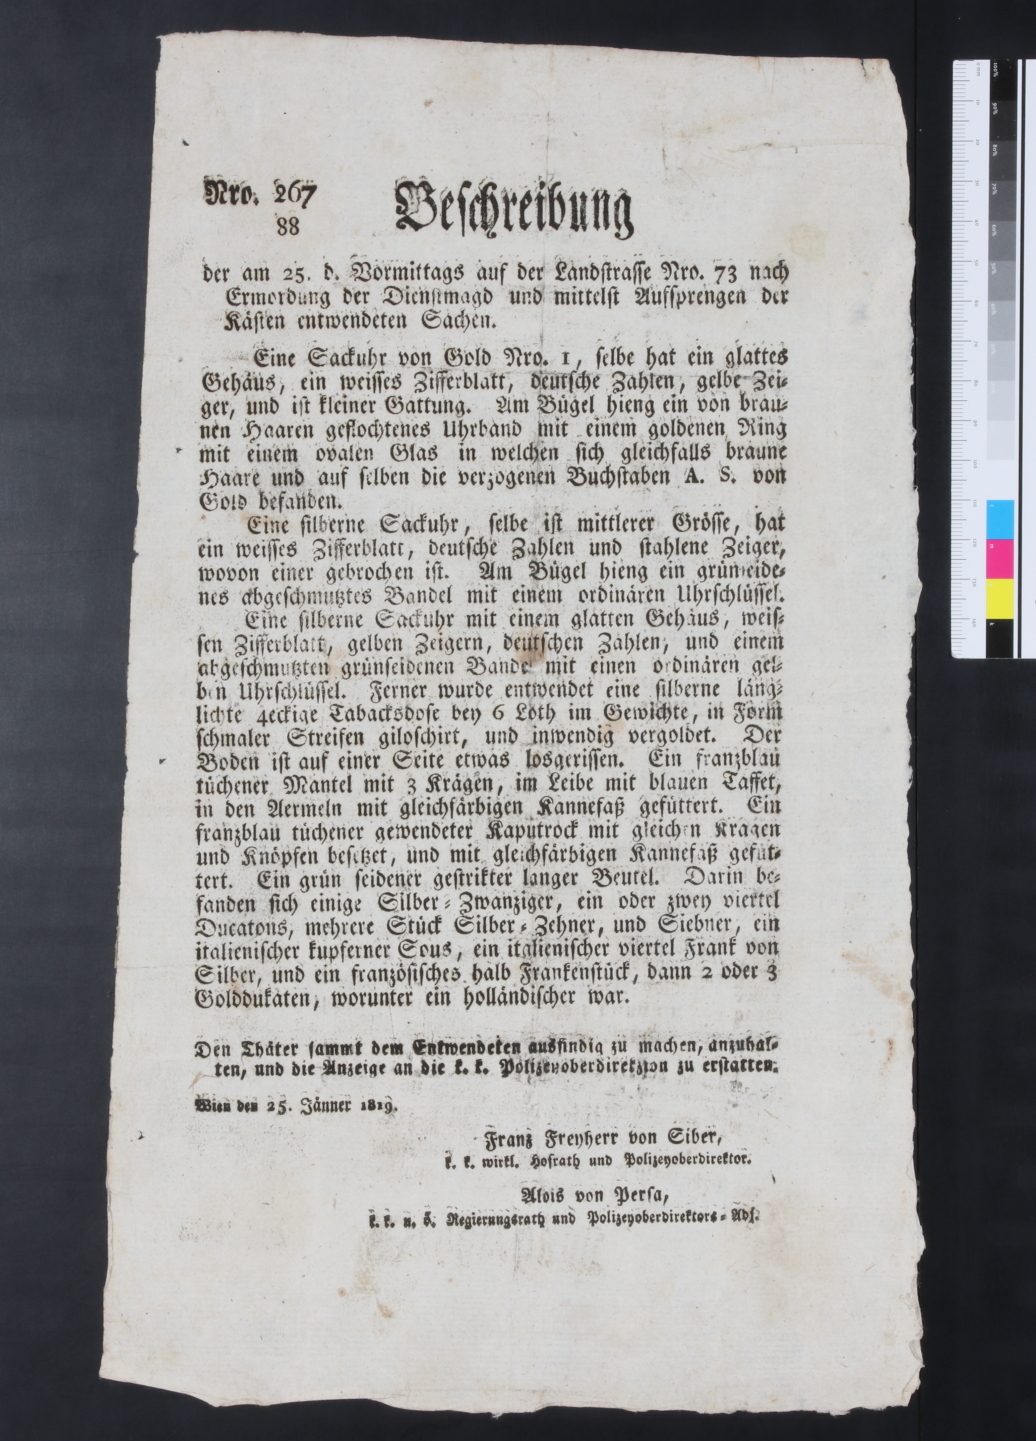 Nro. 267
88
Beschreibung
der am 25. d. Vormittags auf der Landstrasse Nro. 73 nach
Ermordung der Dienstmagd und mittelst Aufsprengen der
Kästen entwendeten Sachen.
Eine Sackuhr von Gold Nro. 1, selbe hat ein glattes
Gehäus, ein weisses Zifferblatt, deutsche Zahlen, gelbe Zei-
ger, und ist kleiner Gattung. Am Bügel hieng ein von brau-
nen Haaren geflochtenes Uhrband mit einem goldenen Ring
mit einem ovalen Glas in welchen sich gleichfalls braune
Haare und auf selben die verzogenen Buchstaben A. S. von
Gold befanden.
Eine silberne Sackuhr, selbe ist mittlerer Grösse, hat
ein weisses Zifferblatt, deutsche Zahlen und stahlene Zeiger,
wovon einer gebrochen ist. Am Bügel hieng ein grünseide-
nes abgeschmutztes Bandel mit einem ordinären Uhrschlüssel.
Eine silberne Sackuhr mit einem glatten Gehäus, weis-
sen Zifferblatt, gelben Zeigern, deutschen Zahlen, und einem
abgeschmutzten grünseidenen Bandel mit einen ordinären gel-
ben Uhrschlüssel. Ferner wurde entwendet eine silberne läng-
lichte 4eckige Tabacksdose bey 6 Loth im Gewichte, in Form
schmaler Streifen giloschirt, und inwendig vergoldet. Der
Boden ist auf einer Seite etwas losgerissen. Ein franzblau
tüchener Mantel mit 3 Krägen, im Leibe mit blauen Taffet,
in den Aermeln mit gleichfärbigen Kannefaß gefüttert. Ein
franzblau tüchener gewendeter Kaputrock mit gleichen Kragen
und Knöpfen besetzet, und mit gleichfärbigen Kannefaß gefüt-
tert. Ein grün seidener gestrikter langer Beutel. Darin be-
fanden sich einige Silber-Zwanziger, ein oder zwey viertel
Ducatons, mehrere Stück Silber-Zehner, und Siebner, ein
italienischer kupferner Sous, ein italienischer viertel Frank von
Silber, und ein französisches halb Frankenstück, dann 2 oder 3
Golddukaten, worunter ein holländischer war.
Den Thäter sammt dem Entwendeten ausfindig zu machen, anzuhal-
ten, und die Anzeige an die k. k. Polizeyoberdirekzion zu erstatten.
Wien den 25. Jänner 1819.
Franz Freyherr von Siber,
k. k. wirkl. Hofrath und Polizeyoberdirektor.
Alois von Persa,
k. k. n. ö. Regierungsrath und Polizeyoberdirektors-Adj.